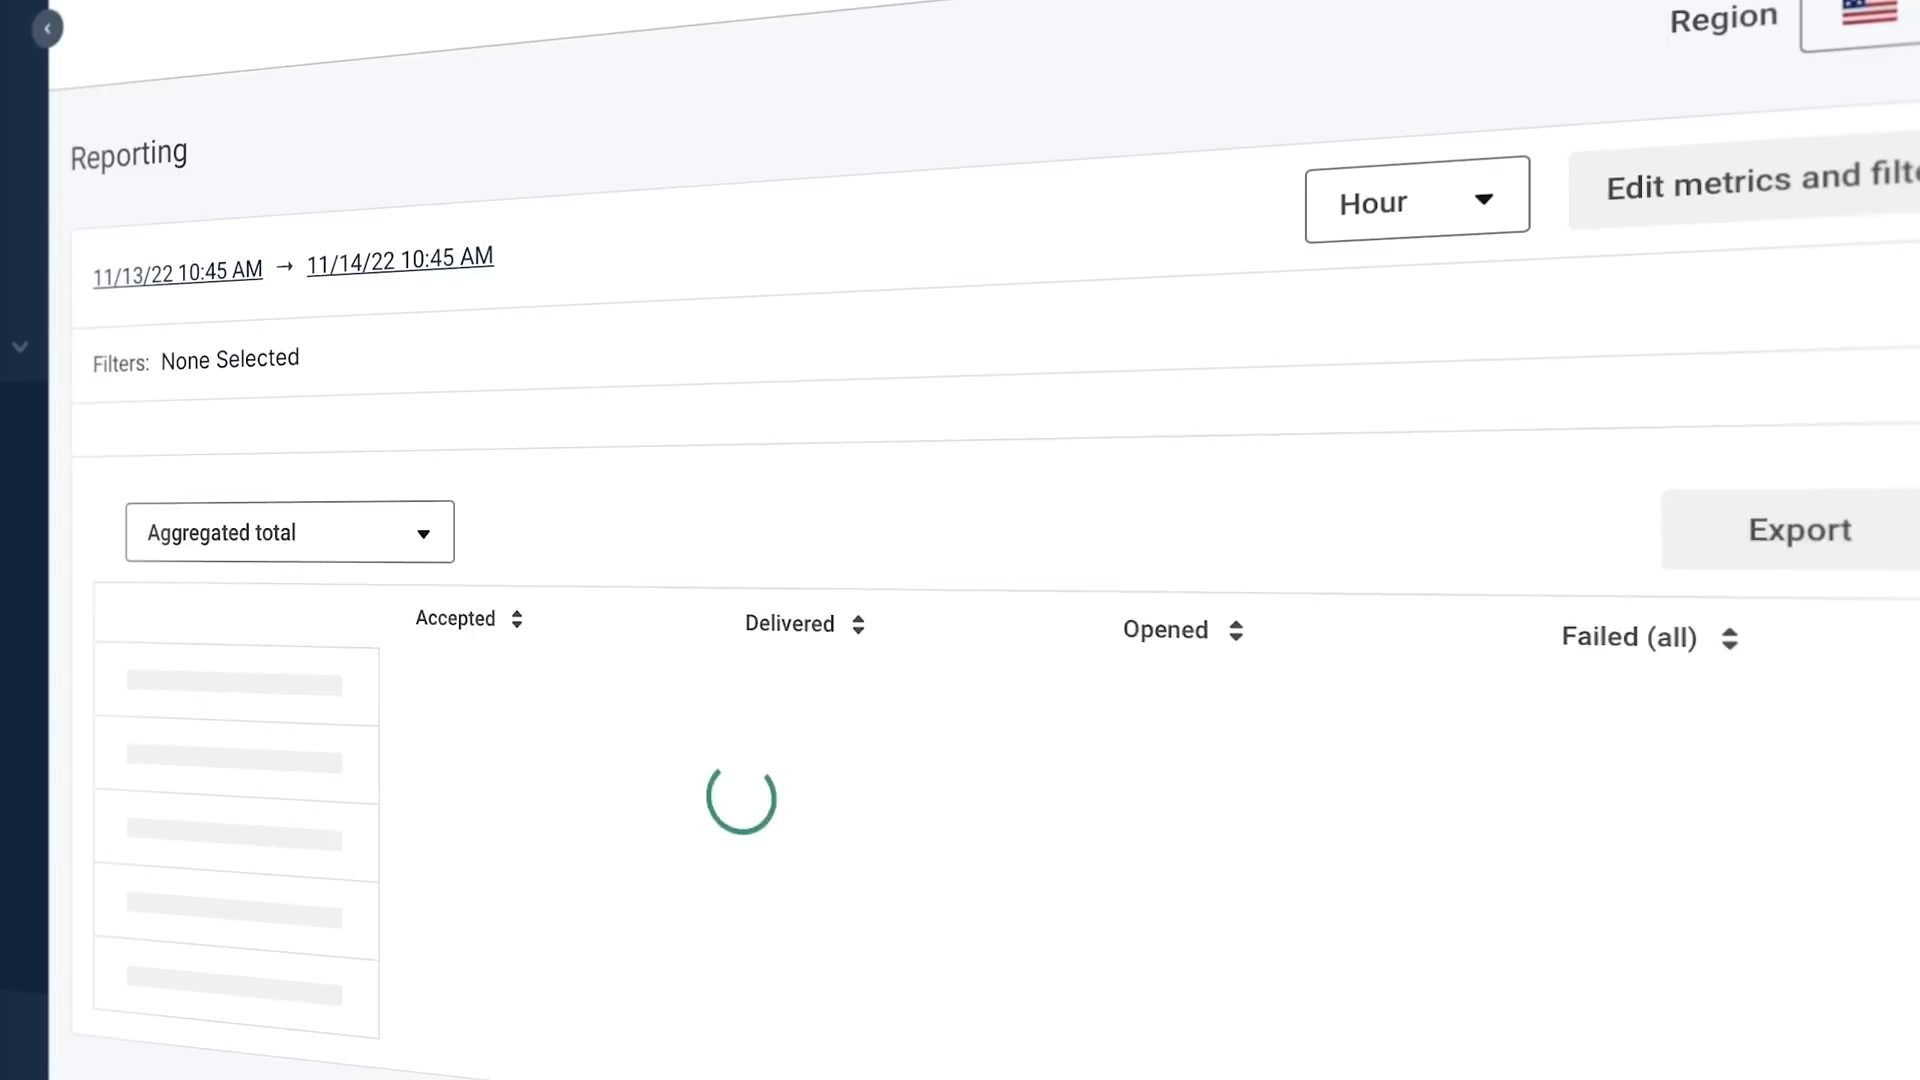 Region
Reporting
Hour
Edit metrics and
11/13/22 10:45 AM → 11/14/22 10:45 AM
Filters: None Selected
Aggregated total
Export
Accepted
Delivered
Opened
Failed (all)